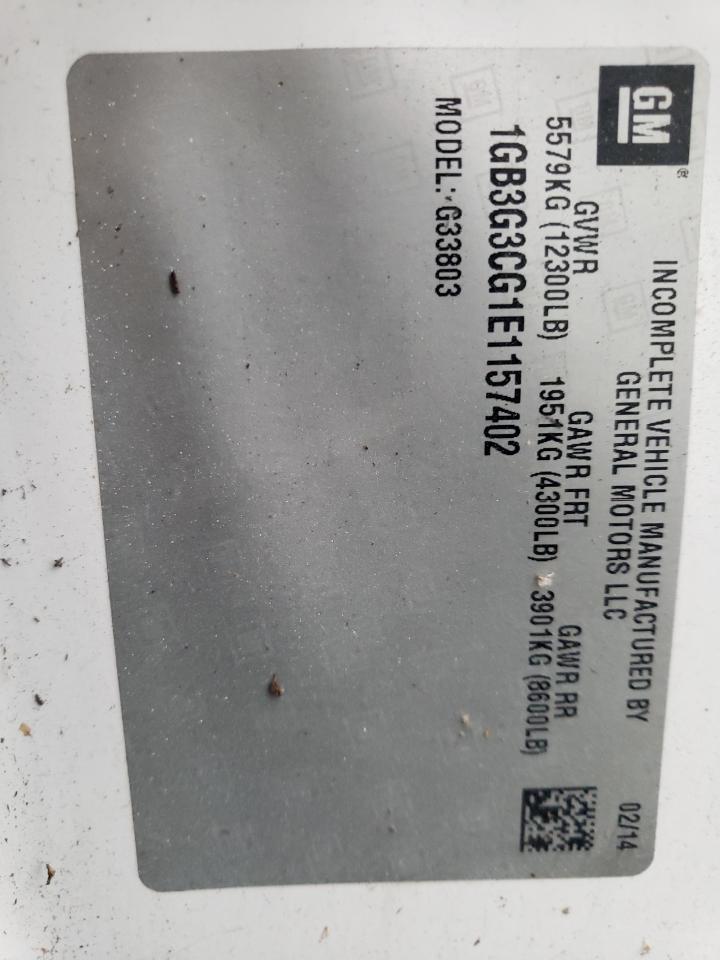 GM
INCOMPLETE VEHICLE MANUFACTURED BY
GENERAL MOTORS LLC
02/14
GVWR GAWR FRT GAWR RR
5579KG (12300LB) 1951KG (4300LB) 3901KG (8600LB)
1GB3G3CG1E1157402
MODEL: G33803